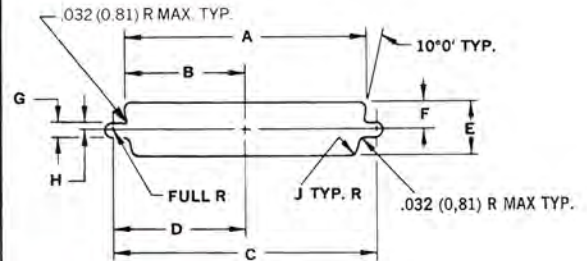 .032 (0.81) R MAX. TYP.
A
10°0' TYP.
B
G
F
E
H
FULL R
J TYP. R
.032 (0,81) R MAX TYP.
D
C